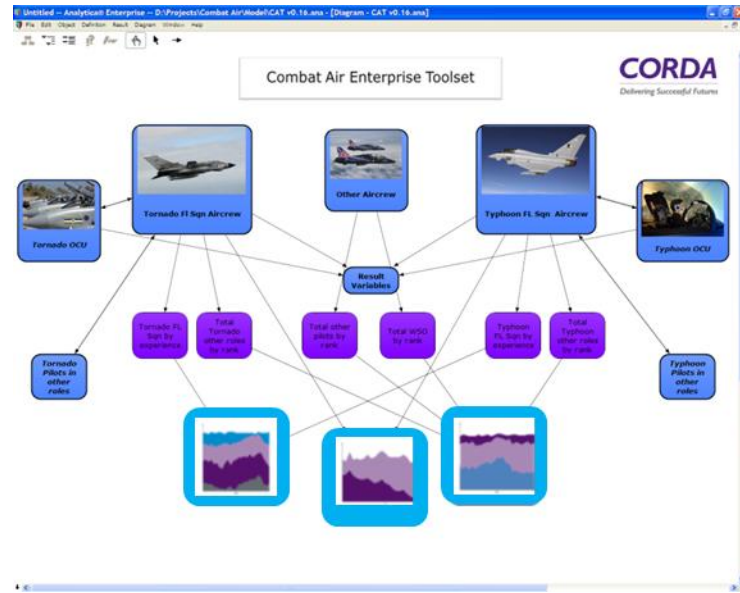 Untitled -- Analytica® Enterprise -- D:\Projects\Combat Air\Model\CAT v0.16.ana - [Diagram - CAT v0.16.ana]
File Edit Object Definition Result Diagram Window Help
Combat Air Enterprise Toolset
CORDA
Delivering Successful Futures
Tornado OCU
Tornado Fl Sqn Aircrew
Other Aircrew
Typhoon FL Sqn Aircrew
Typhoon OCU
Result
Variables
Tornado FL
Sqn by
experience
Total
Tornado
other roles
by rank
Total other
pilots by
rank
Total WSO
by rank
Typhoon
FL Sqn by
experience
Total
Typhoon
other roles
by rank
Tornado
Pilots in
other
roles
Typhoon
Pilots in
other
roles